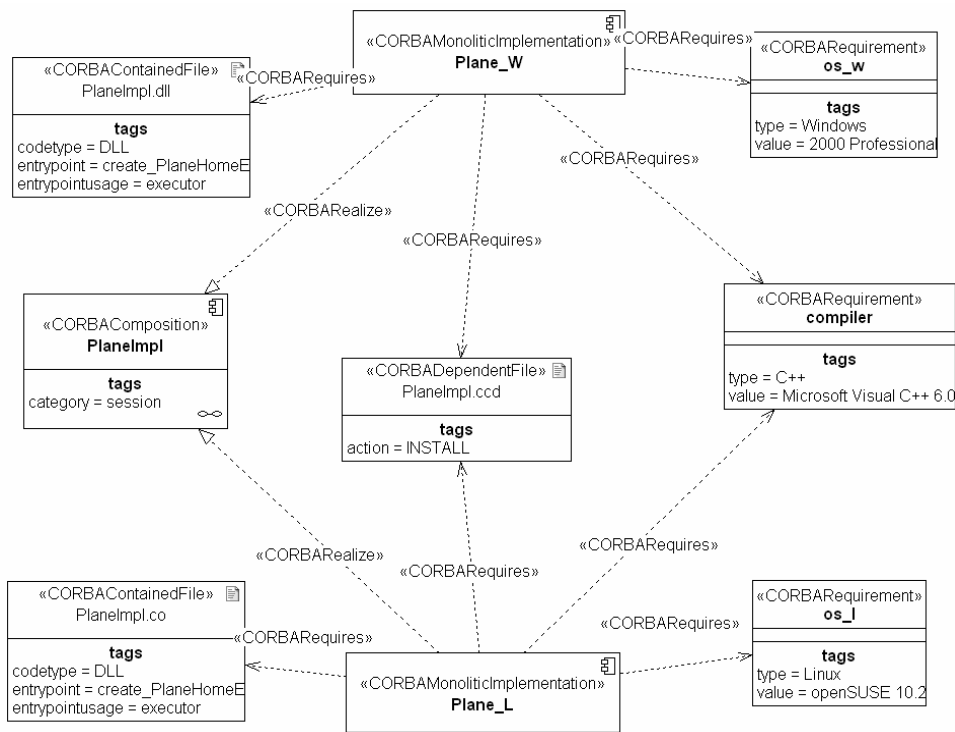 «CORBAMonoliticImplementation»
Plane_W
«CORBARequires»
«CORBARequirement»
os_w
tags
type = Windows
value = 2000 Professional
«CORBAContainedFile»
PlaneImpl.dll
tags
codetype = DLL
entrypoint = create_PlaneHomeE
entrypointusage = executor
«CORBARequires»
«CORBARequires»
«CORBARealize»
«CORBARequires»
«CORBAComposition»
PlaneImpl
tags
category = session
«CORBADependentFile»
PlaneImpl.ccd
tags
action = INSTALL
«CORBARequirement»
compiler
tags
type = C++
value = Microsoft Visual C++ 6.0
«CORBARealize»
«CORBARequires»
«CORBARequires»
«CORBAContainedFile»
PlaneImpl.co
tags
codetype = DLL
entrypoint = create_PlaneHomeE
entrypointusage = executor
«CORBARequires»
«CORBAMonoliticImplementation»
Plane_L
«CORBARequires»
«CORBARequirement»
os_l
tags
type = Linux
value = openSUSE 10.2